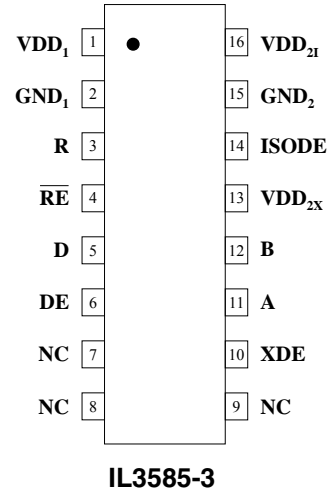 VDD₁ 1 16 VDD₂I
GND₁ 2 15 GND₂
R 3 14 ISODE
R̅E̅ 4 13 VDD₂X
D 5 12 B
DE 6 11 A
NC 7 10 XDE
NC 8 9 NC
IL3585-3